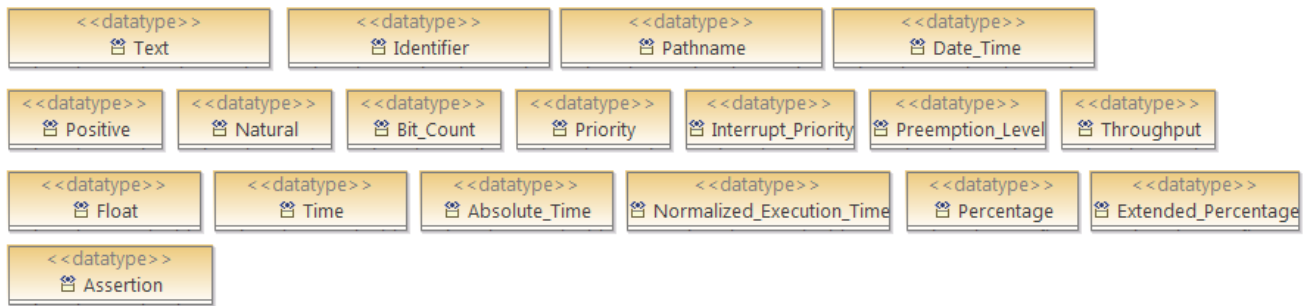 <<datatype>> <<datatype>> <<datatype>> <<datatype>>
Text Identifier Pathname Date_Time
<<datatype>> <<datatype>> <<datatype>> <<datatype>> <<datatype>> <<datatype>> <<datatype>>
Positive Natural Bit_Count Priority Interrupt_Priority Preemption_Level Throughput
<<datatype>> <<datatype>> <<datatype>> <<datatype>> <<datatype>> <<datatype>>
Float Time Absolute_Time Normalized_Execution_Time Percentage Extended_Percentage
<<datatype>>
Assertion